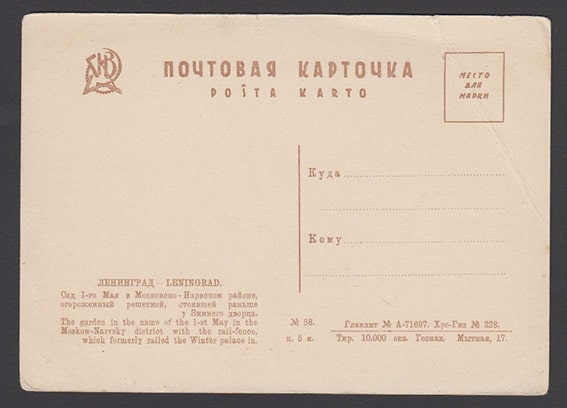 ПОЧТОВАЯ КАРТОЧКА
POŜTA KARTO
МЕСТО
ДЛЯ
МАРКИ
Куда
Кому
ЛЕНИНГРАД – LENINGRAD.
Сад 1-го Мая в Московско-Нарвском районе,
огороженный решеткой, стоявшей раньше
у Зимнего дворца.
The garden in the name of the 1-st May in the
Moskow-Narvsky district with the rail-fence,
which formerly railed the Winter palace in.
№ 58.
ц. 5 к.
Главлит № А-71697. Хро-Гиз № 228.
Тир. 10.000 экз. Гознак. Мытная, 17.